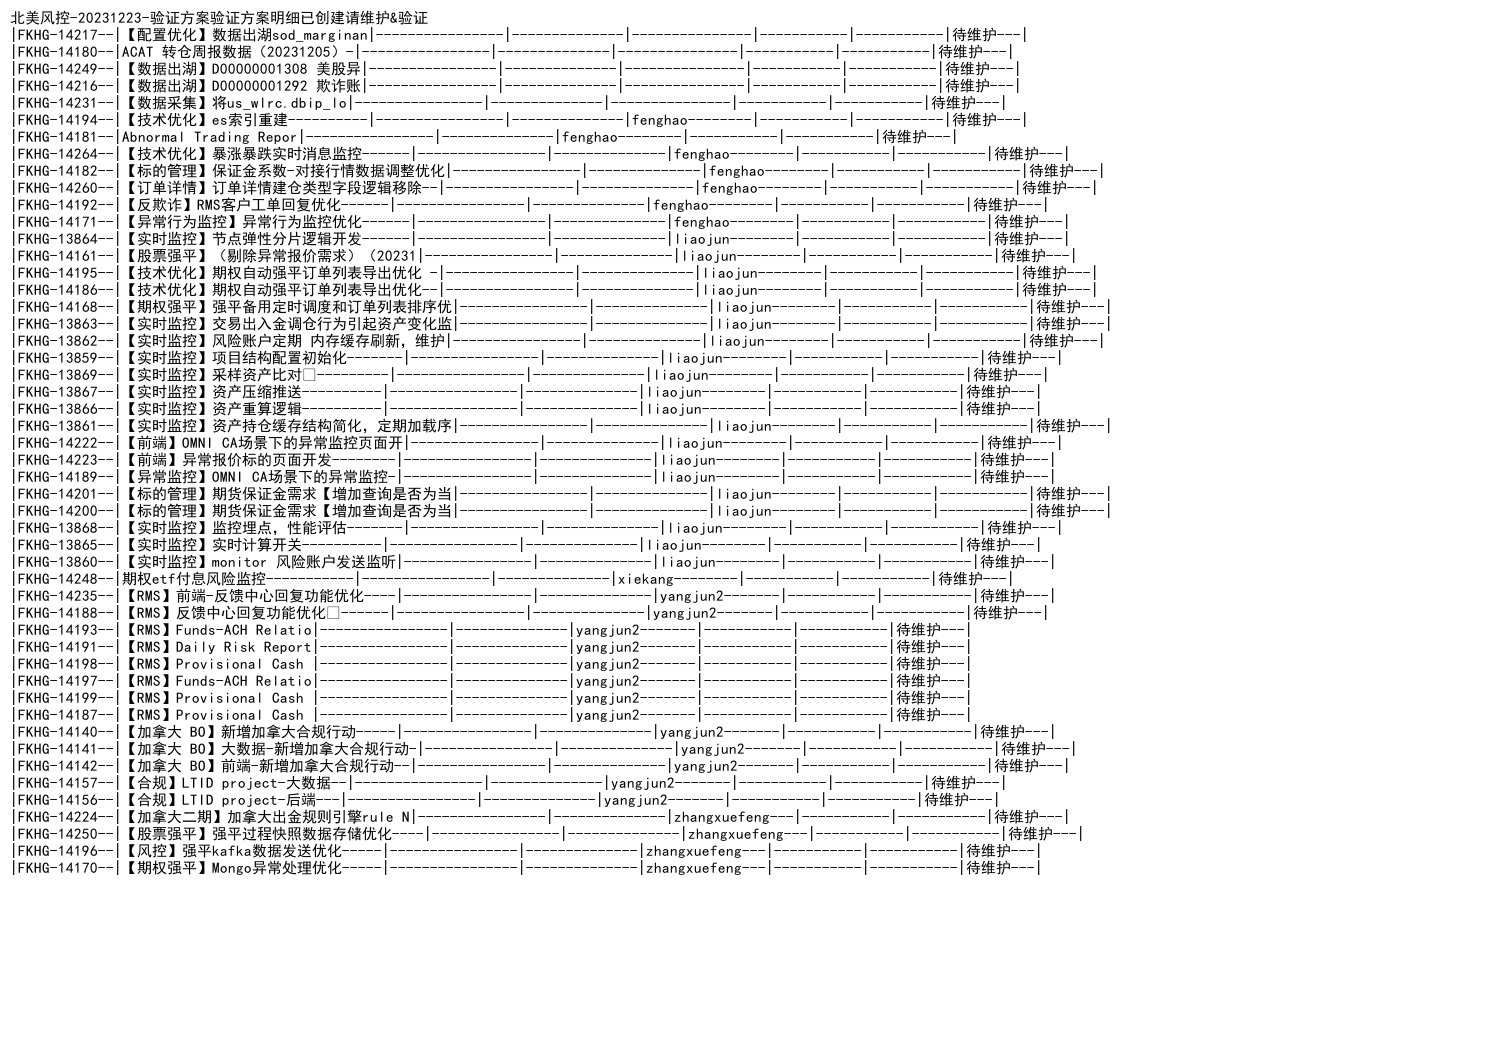 北美风控-20231223-验证方案验证方案明细已创建请维护&验证
|FKHG-14217--|【配置优化】数据出湖sod_marginan|----------------|--------------|---------------|-----------|-----------|待维护---|
|FKHG-14180--|ACAT 转仓周报数据（20231205）-|----------------|--------------|---------------|-----------|-----------|待维护---|
|FKHG-14249--|【数据出湖】D00000001308 美股异|----------------|--------------|---------------|-----------|-----------|待维护---|
|FKHG-14216--|【数据出湖】D00000001292 欺诈账|----------------|--------------|---------------|-----------|-----------|待维护---|
|FKHG-14231--|【数据采集】将us_wlrc.dbip_lo|----------------|--------------|---------------|-----------|-----------|待维护---|
|FKHG-14194--|【技术优化】es索引重建----------|----------------|--------------|fenghao--------|-----------|-----------|待维护---|
|FKHG-14181--|Abnormal Trading Repor|----------------|--------------|fenghao--------|-----------|-----------|待维护---|
|FKHG-14264--|【技术优化】暴涨暴跌实时消息监控------|----------------|--------------|fenghao--------|-----------|-----------|待维护---|
|FKHG-14182--|【标的管理】保证金系数-对接行情数据调整优化|----------------|--------------|fenghao--------|-----------|-----------|待维护---|
|FKHG-14260--|【订单详情】订单详情建仓类型字段逻辑移除--|----------------|--------------|fenghao--------|-----------|-----------|待维护---|
|FKHG-14192--|【反欺诈】RMS客户工单回复优化------|----------------|--------------|fenghao--------|-----------|-----------|待维护---|
|FKHG-14171--|【异常行为监控】异常行为监控优化------|----------------|--------------|fenghao--------|-----------|-----------|待维护---|
|FKHG-13864--|【实时监控】节点弹性分片逻辑开发------|----------------|--------------|liaojun--------|-----------|-----------|待维护---|
|FKHG-14161--|【股票强平】（剔除异常报价需求）（20231|----------------|--------------|liaojun--------|-----------|-----------|待维护---|
|FKHG-14195--|【技术优化】期权自动强平订单列表导出优化 -|----------------|--------------|liaojun--------|-----------|-----------|待维护---|
|FKHG-14186--|【技术优化】期权自动强平订单列表导出优化--|----------------|--------------|liaojun--------|-----------|-----------|待维护---|
|FKHG-14168--|【期权强平】强平备用定时调度和订单列表排序优|----------------|--------------|liaojun--------|-----------|-----------|待维护---|
|FKHG-13863--|【实时监控】交易出入金调仓行为引起资产变化监|----------------|--------------|liaojun--------|-----------|-----------|待维护---|
|FKHG-13862--|【实时监控】风险账户定期 内存缓存刷新，维护|----------------|--------------|liaojun--------|-----------|-----------|待维护---|
|FKHG-13859--|【实时监控】项目结构配置初始化-------|----------------|--------------|liaojun--------|-----------|-----------|待维护---|
|FKHG-13869--|【实时监控】采样资产比对□---------|----------------|--------------|liaojun--------|-----------|-----------|待维护---|
|FKHG-13867--|【实时监控】资产压缩推送----------|----------------|--------------|liaojun--------|-----------|-----------|待维护---|
|FKHG-13866--|【实时监控】资产重算逻辑----------|----------------|--------------|liaojun--------|-----------|-----------|待维护---|
|FKHG-13861--|【实时监控】资产持仓缓存结构简化，定期加载序|----------------|--------------|liaojun--------|-----------|-----------|待维护---|
|FKHG-14222--|【前端】OMNI CA场景下的异常监控页面开|----------------|--------------|liaojun--------|-----------|-----------|待维护---|
|FKHG-14223--|【前端】异常报价标的页面开发--------|----------------|--------------|liaojun--------|-----------|-----------|待维护---|
|FKHG-14189--|【异常监控】OMNI CA场景下的异常监控-|----------------|--------------|liaojun--------|-----------|-----------|待维护---|
|FKHG-14201--|【标的管理】期货保证金需求【增加查询是否为当|----------------|--------------|liaojun--------|-----------|-----------|待维护---|
|FKHG-14200--|【标的管理】期货保证金需求【增加查询是否为当|----------------|--------------|liaojun--------|-----------|-----------|待维护---|
|FKHG-13868--|【实时监控】监控埋点，性能评估-------|----------------|--------------|liaojun--------|-----------|-----------|待维护---|
|FKHG-13865--|【实时监控】实时计算开关----------|----------------|--------------|liaojun--------|-----------|-----------|待维护---|
|FKHG-13860--|【实时监控】monitor 风险账户发送监听|----------------|--------------|liaojun--------|-----------|-----------|待维护---|
|FKHG-14248--|期权etf付息风险监控-----------|----------------|--------------|xiekang--------|-----------|-----------|待维护---|
|FKHG-14235--|【RMS】前端-反馈中心回复功能优化----|----------------|--------------|yangjun2-------|-----------|-----------|待维护---|
|FKHG-14188--|【RMS】反馈中心回复功能优化□------|----------------|--------------|yangjun2-------|-----------|-----------|待维护---|
|FKHG-14193--|【RMS】Funds-ACH Relatio|----------------|--------------|yangjun2-------|-----------|-----------|待维护---|
|FKHG-14191--|【RMS】Daily Risk Report|----------------|--------------|yangjun2-------|-----------|-----------|待维护---|
|FKHG-14198--|【RMS】Provisional Cash |----------------|--------------|yangjun2-------|-----------|-----------|待维护---|
|FKHG-14197--|【RMS】Funds-ACH Relatio|----------------|--------------|yangjun2-------|-----------|-----------|待维护---|
|FKHG-14199--|【RMS】Provisional Cash |----------------|--------------|yangjun2-------|-----------|-----------|待维护---|
|FKHG-14187--|【RMS】Provisional Cash |----------------|--------------|yangjun2-------|-----------|-----------|待维护---|
|FKHG-14140--|【加拿大 BO】新增加拿大合规行动-----|----------------|--------------|yangjun2-------|-----------|-----------|待维护---|
|FKHG-14141--|【加拿大 BO】大数据-新增加拿大合规行动-|----------------|--------------|yangjun2-------|-----------|-----------|待维护---|
|FKHG-14142--|【加拿大 BO】前端-新增加拿大合规行动--|----------------|--------------|yangjun2-------|-----------|-----------|待维护---|
|FKHG-14157--|【合规】LTID project-大数据--|----------------|--------------|yangjun2-------|-----------|-----------|待维护---|
|FKHG-14156--|【合规】LTID project-后端---|----------------|--------------|yangjun2-------|-----------|-----------|待维护---|
|FKHG-14224--|【加拿大二期】加拿大出金规则引擎rule N|----------------|--------------|zhangxuefeng---|-----------|-----------|待维护---|
|FKHG-14250--|【股票强平】强平过程快照数据存储优化----|----------------|--------------|zhangxuefeng---|-----------|-----------|待维护---|
|FKHG-14196--|【风控】强平kafka数据发送优化-----|----------------|--------------|zhangxuefeng---|-----------|-----------|待维护---|
|FKHG-14170--|【期权强平】Mongo异常处理优化-----|----------------|--------------|zhangxuefeng---|-----------|-----------|待维护---|